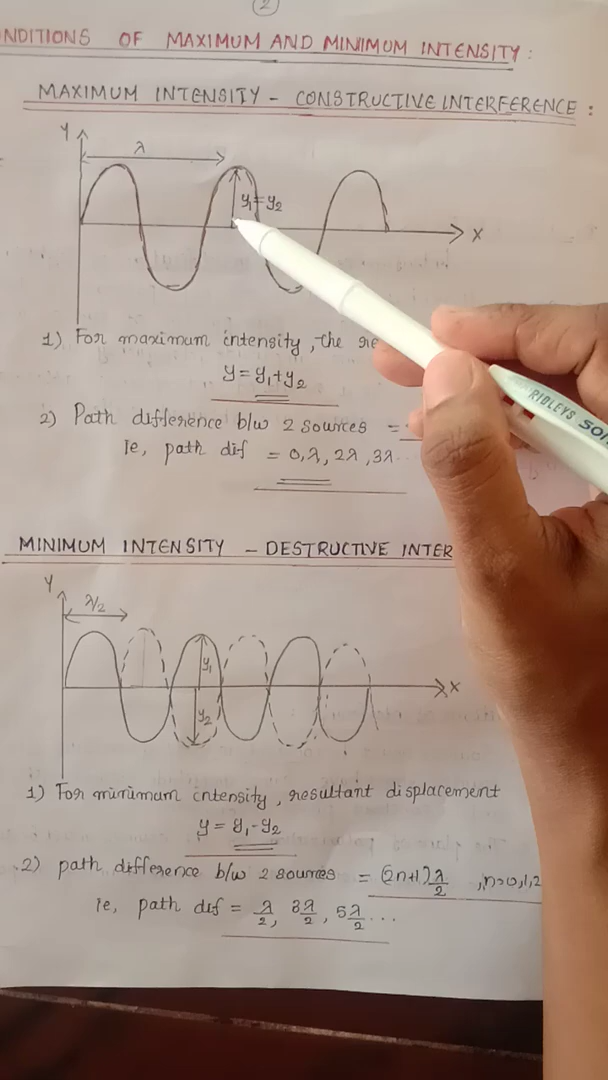 2
NDITIONS OF MAXIMUM AND MINIMUM INTENSITY:
MAXIMUM INTENSITY - CONSTRUCTIVE INTERFERENCE:
Y
λ
y₁=y₂
X
1) For maximum intensity, the
y = y₁+y₂
2) Path difference b/w 2 sources =
Ie, path dif = 0, λ, 2λ, 3λ..
RIDLEYS
MINIMUM INTENSITY - DESTRUCTIVE INTER
Y
λ/2
y₁
X
y₂
1) For minimum intensity, resultant displacement
y = y₁-y₂
2) path difference b/w 2 sources = (2n+1)λ/2 , n=0,1,2
Ie, path dif = λ/2, 3λ/2, 5λ/2 ...